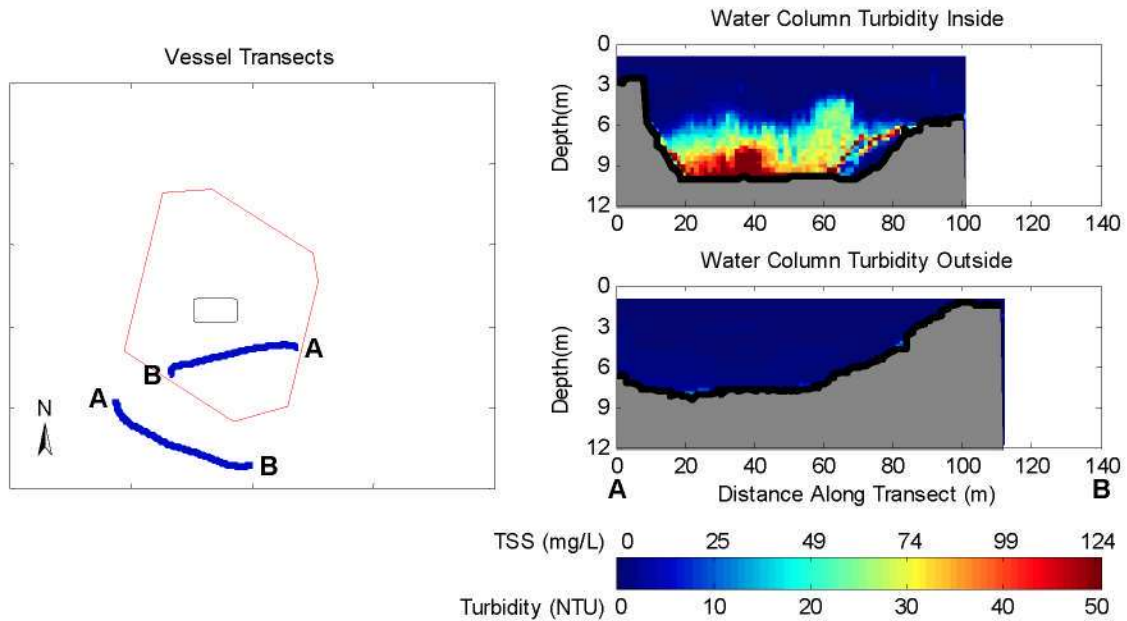 Vessel Transects
A
B
A
B
N
Water Column Turbidity Inside
Depth(m)
0
3
6
9
12
0 20 40 60 80 100 120 140
Water Column Turbidity Outside
Depth(m)
0
3
6
9
12
0 20 40 60 80 100 120 140
A Distance Along Transect (m) B
TSS (mg/L) 0 25 49 74 99 124
Turbidity (NTU) 0 10 20 30 40 50